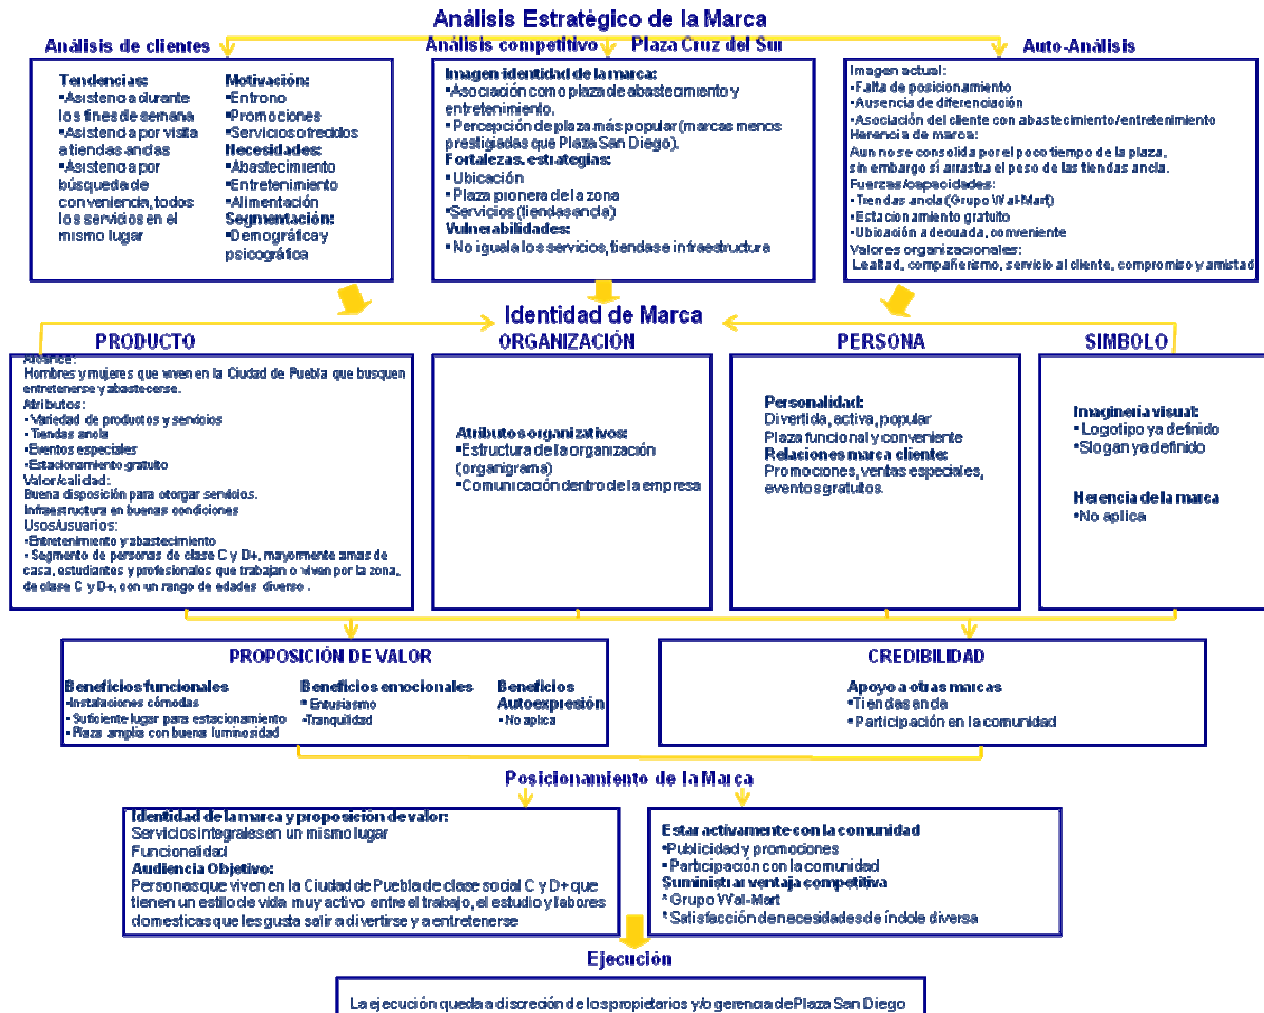 Análisis Estratégico de la Marca
Análisis de clientes
Análisis competitivo
Plaza Cruz del Sur
Auto-Análisis
Tendencias:
•Asistencia durante
los fines de semana
•Asistencia por visita
a tiendas anclas
•Asistencia por
búsqueda de
conveniencia, todos
los servicios en el
mismo lugar
Motivación:
•Entrono
•Promociones
•Servicios ofrecidos
Necesidades:
•Abastecimiento
•Entretenimiento
•Alimentación
Segmentación:
•Demográfica y
psicográfica
Imagen identidad de la marca:
•Asociación como plaza de abastecimiento y
entretenimiento.
• Percepción de plaza más popular (marcas menos
prestigiadas que Plaza San Diego).
Fortalezas, estrategias:
•Ubicación
• Plaza pionera de la zona
•Servicios (tiendas ancla)
Vulnerabilidades:
• No iguala los servicios, tiendas e infraestructura
Imagen actual:
•Falta de posicionamiento
•Ausencia de diferenciación
•Asociación del cliente con abastecimiento/entretenimiento
Herencia de marca:
Aun no se consolida por el poco tiempo de la plaza,
sin embargo sí arrastra el peso de las tiendas ancla.
Fuerzas/capacidades:
•Tiendas ancla (Grupo Wal-Mart)
•Estacionamiento gratuito
•Ubicación adecuada, conveniente
Valores organizacionales:
Lealtad, compañerismo, servicio al cliente, compromiso y amistad
Identidad de Marca
PRODUCTO
ORGANIZACIÓN
PERSONA
SIMBOLO
Alcance:
Hombres y mujeres que viven en la Ciudad de Puebla que busquen
entretenerse y abastecerse.
Atributos:
• Variedad de productos y servicios
• Tiendas ancla
•Eventos especiales
•Estacionamiento gratuito
Valor/calidad:
Buena disposición para otorgar servicios.
Infraestructura en buenas condiciones
Usos/usuarios:
•Entretenimiento y abastecimiento
• Segmento de personas de clase C y D+, mayormente amas de
casa, estudiantes y profesionales que trabajan o viven por la zona,
de clase C y D+, con un rango de edades diverso .
Atributos organizativos:
•Estructura de la organización
(organigrama)
•Comunicación dentro de la empresa
Personalidad:
Divertida, activa, popular
Plaza funcional y conveniente
Relaciones marca cliente:
Promociones, ventas especiales,
eventos gratuitos.
Imaginería visual:
•Logotipo ya definido
•Slogan ya definido
Herencia de la marca
•No aplica
PROPOSICIÓN DE VALOR
Beneficios funcionales
•Instalaciones cómodas
• Suficiente lugar para estacionamiento
• Plaza amplia con buena luminosidad
Beneficios emocionales
• Entusiasmo
•Tranquilidad
Beneficios
Autoexpresión
• No aplica
CREDIBILIDAD
Apoyo a otras marcas
•Tiendas ancla
• Participación en la comunidad
Posicionamiento de la Marca
Identidad de la marca y proposición de valor:
Servicios integrales en un mismo lugar
Funcionalidad
Audiencia Objetivo:
Personas que viven en la Ciudad de Puebla de clase social C y D+ que
tienen un estilo de vida muy activo entre el trabajo, el estudio y labores
domesticas que les gusta salir a divertirse y a entretenerse
Estar activamente con la comunidad
•Publicidad y promociones
• Participación con la comunidad
Suministrar ventaja competitiva
* Grupo Wal-Mart
* Satisfacción de necesidades de índole diversa
Ejecución
La ejecución queda a discreción de los propietarios y/o gerencia de Plaza San Diego